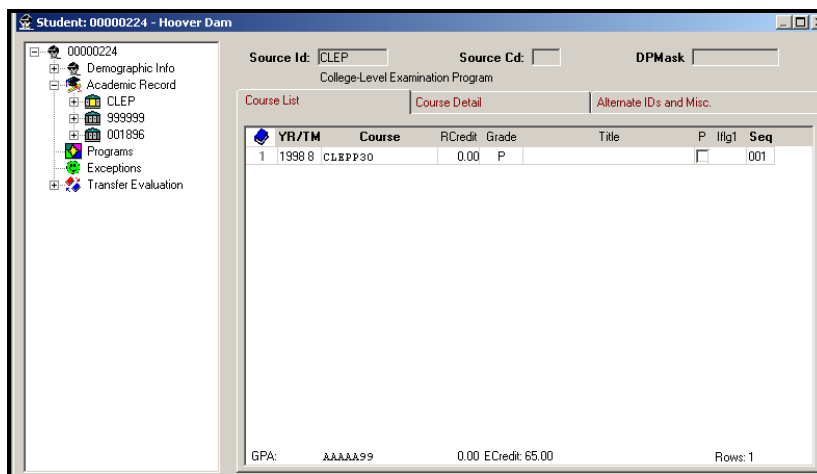 Student: 00000224 - Hoover Dam
00000224
Demographic Info
Academic Record
CLEP
999999
001896
Programs
Exceptions
Transfer Evaluation
Source Id: CLEP Source Cd: DPMask
College-Level Examination Program
Course List Course Detail Alternate IDs and Misc.
YR/TM Course RCredit Grade Title P Iflg1 Seq
1 1998 8 CLEPP30 0.00 P 001
GPA: AAAAA99 0.00 ECredit: 65.00 Rows: 1